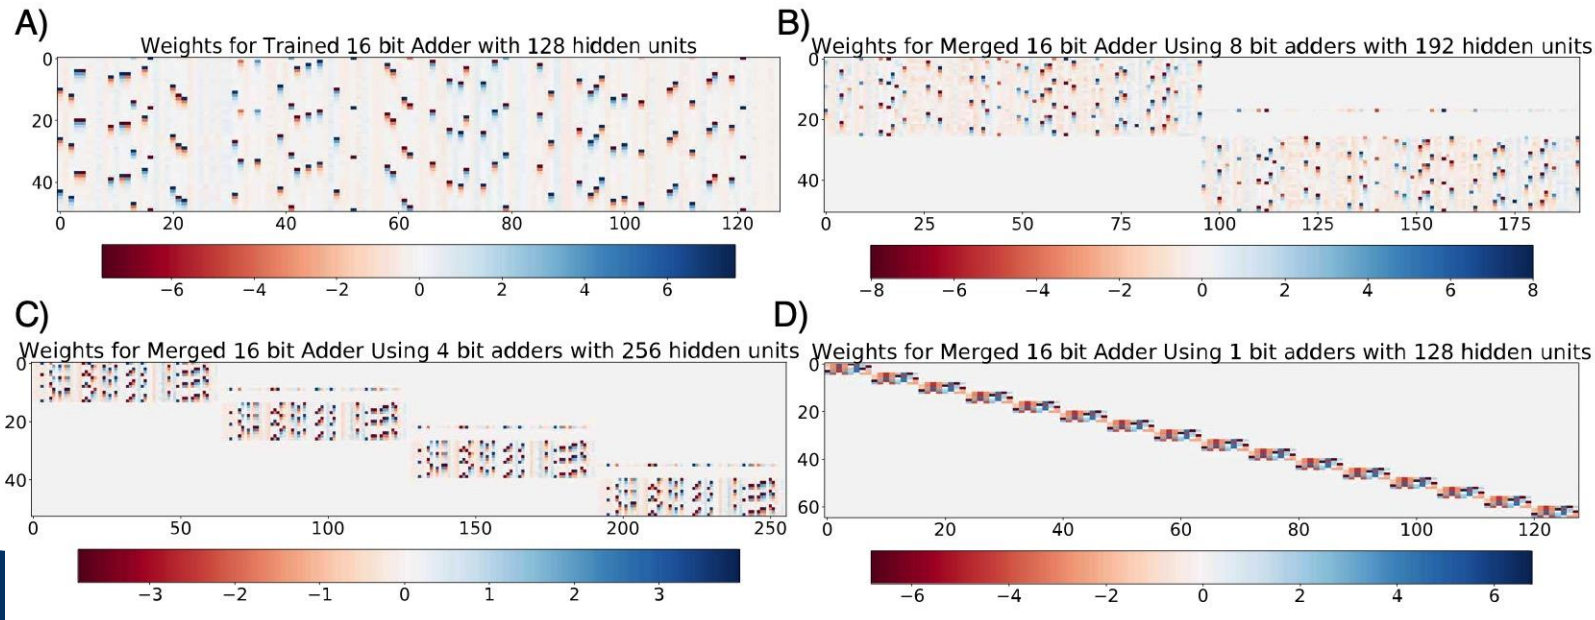 A)
Weights for Trained 16 bit Adder with 128 hidden units
0
20
40
0 20 40 60 80 100 120
−6 −4 −2 0 2 4 6
B)
Weights for Merged 16 bit Adder Using 8 bit adders with 192 hidden units
0
20
40
0 25 50 75 100 125 150 175
−8 −6 −4 −2 0 2 4 6 8
C)
Weights for Merged 16 bit Adder Using 4 bit adders with 256 hidden units
0
20
40
0 50 100 150 200 250
−3 −2 −1 0 1 2 3
D)
Weights for Merged 16 bit Adder Using 1 bit adders with 128 hidden units
0
20
40
60
0 20 40 60 80 100 120
−6 −4 −2 0 2 4 6